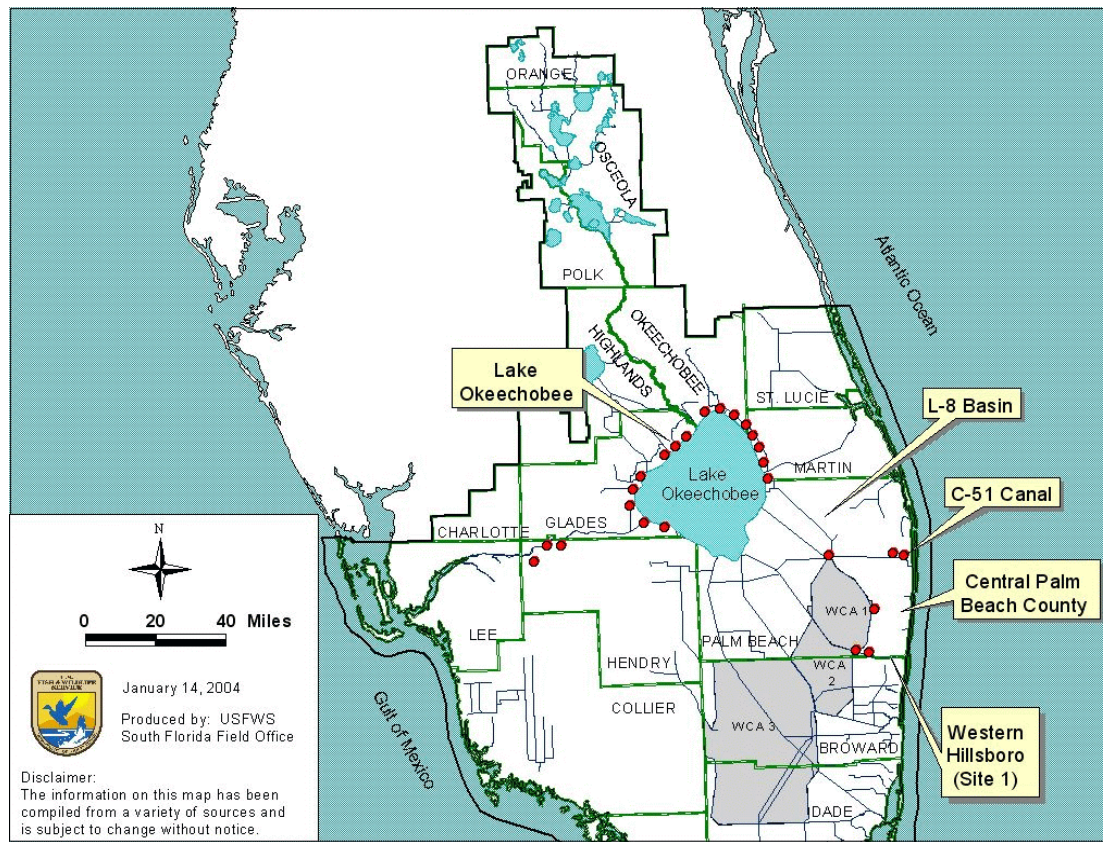 ORANGE
OSCEOLA
POLK
Atlantic Ocean
OKEECHOBEE
HIGHLANDS
Lake
Okeechobee
ST. LUCIE
L-8 Basin
MARTIN
Lake
Okeechobee
C-51 Canal
CHARLOTTE
GLADES
Central Palm
Beach County
WCA 1
LEE
PALM BEACH
HENDRY
WCA
2
COLLIER
WCA 3
BROWARD
Western
Hillsboro
(Site 1)
DADE
Gulf of Mexico
N
0 20 40 Miles
U.S.
FISH & WILDLIFE
SERVICE
January 14, 2004
Produced by: USFWS
South Florida Field Office
Disclaimer:
The information on this map has been
compiled from a variety of sources and
is subject to change without notice.